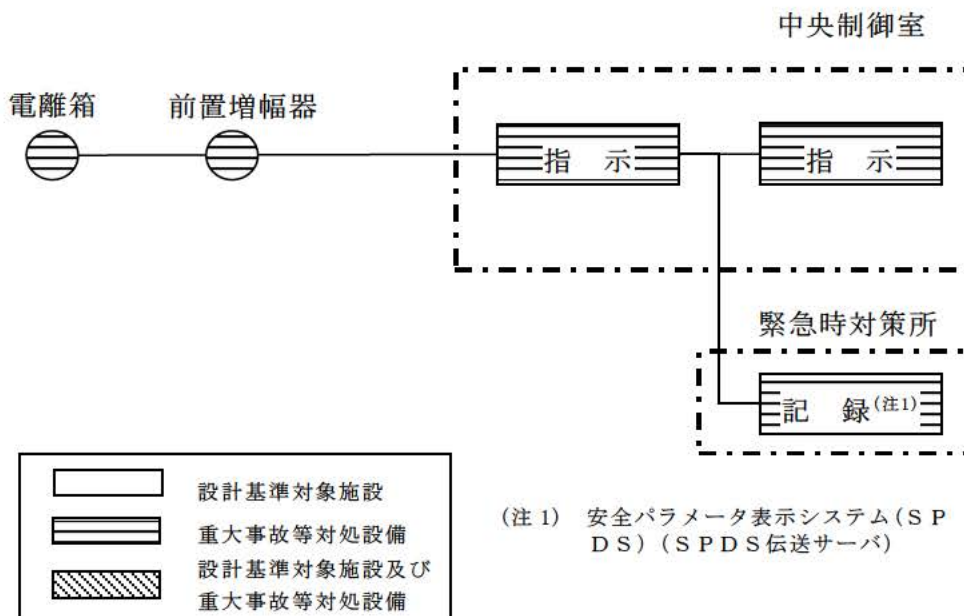 中央制御室
電離箱
前置増幅器
指 示
指 示
緊急時対策所
記 録(注1)
設計基準対象施設
重大事故等対処設備
設計基準対象施設及び
重大事故等対処設備
(注1) 安全パラメータ表示システム(SP
DS)(SPDS伝送サーバ)